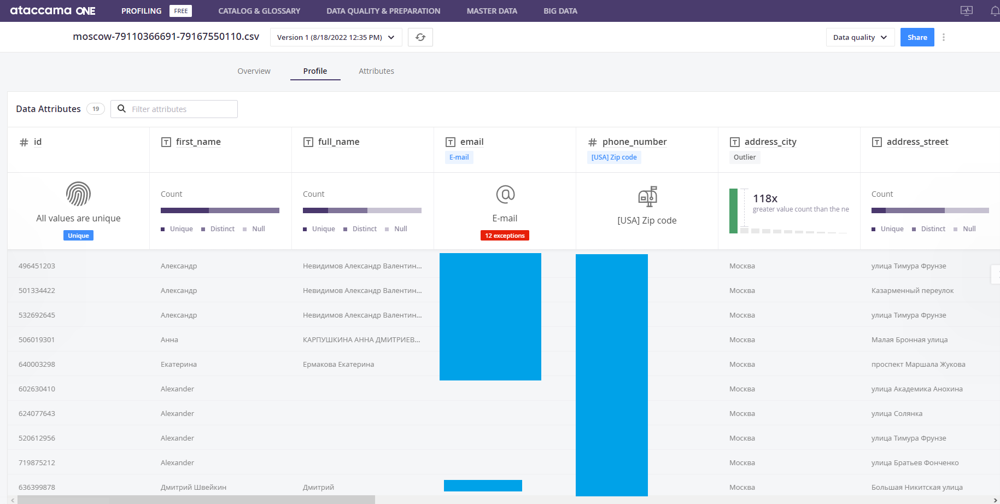 ataccama ONE PROFILING FREE CATALOG & GLOSSARY DATA QUALITY & PREPARATION MASTER DATA BIG DATA
moscow-79110366691-79167550110.csv Version 1 (8/18/2022 12:35 PM) Data quality Share
Overview Profile Attributes
Data Attributes 19 Filter attributes
# id T first_name T full_name T email # phone_number T address_city T address_street
E-mail [USA] Zip code Outlier
Count Count @ 118x Count
greater value count than the ne
All values are unique E-mail [USA] Zip code
Unique Distinct Null Unique Distinct Null Unique Distinct Null
Unique 12 exceptions
496451203 Александр Невидимов Александр Валентин... Москва улица Тимура Фрунзе
501334422 Александр Невидимов Александр Валентин... Москва Казарменный переулок
532692645 Александр Невидимов Александр Валентин... Москва улица Тимура Фрунзе
506019301 Анна КАРПУШКИНА АННА ДМИТРИЕВ... Москва Малая Бронная улица
640003298 Екатерина Ермакова Екатерина Москва проспект Маршала Жукова
602630410 Alexander Москва улица Академика Анохина
624077643 Alexander Москва улица Солянка
520612956 Alexander Москва улица Тимура Фрунзе
719875212 Alexander Москва улица Братьев Фонченко
636399878 Дмитрий Швейкин Дмитрий Москва Большая Никитская улица